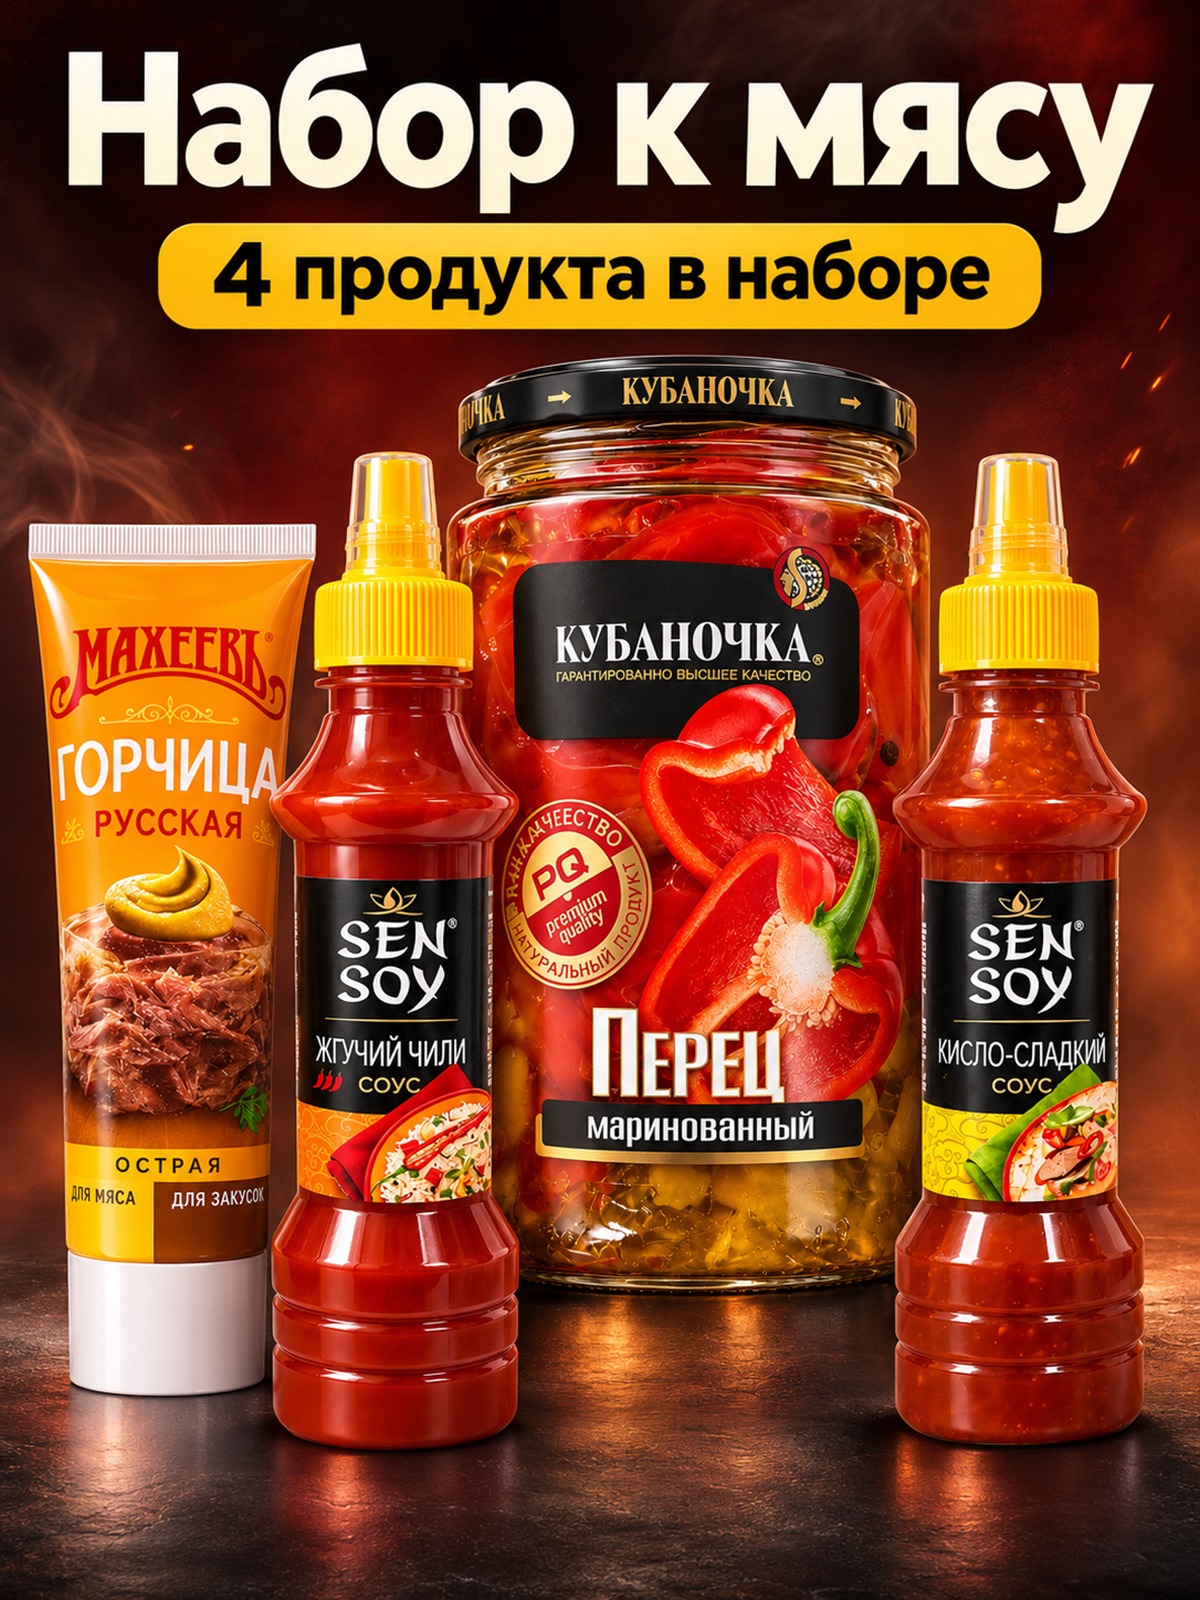 Набор к мясу
4 продукта в наборе
КУБАНОЧКА
МАХЕЕВЪ®
ГОРЧИЦА
РУССКАЯ
ОСТРАЯ
ДЛЯ МЯСА
ДЛЯ ЗАКУСОК
SEN®
SOY
ЖГУЧИЙ ЧИЛИ
СОУС
КУБАНОЧКА®
ГАРАНТИРОВАННО ВЫСШЕЕ КАЧЕСТВО
PQ
premium
quality
НАТУРАЛЬНЫЙ ПРОДУКТ
ПЕРЕЦ
маринованный
SEN®
SOY
КИСЛО-СЛАДКИЙ
СОУС